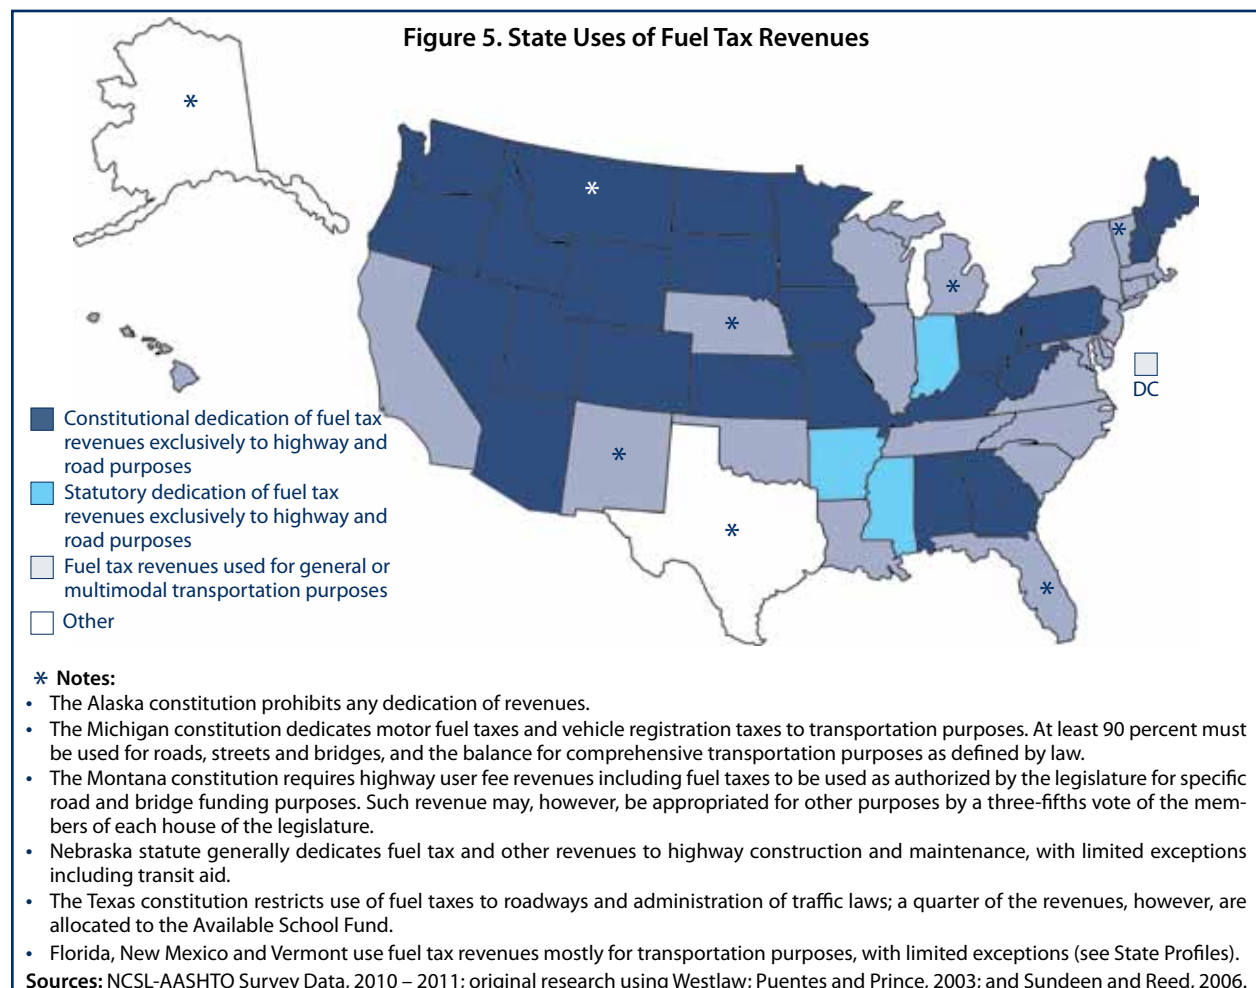 Figure 5. State Uses of Fuel Tax Revenues
*
*
*
*
*
*
*
*
DC
Constitutional dedication of fuel tax
revenues exclusively to highway and
road purposes
Statutory dedication of fuel tax
revenues exclusively to highway and
road purposes
Fuel tax revenues used for general or
multimodal transportation purposes
Other
* Notes:
• The Alaska constitution prohibits any dedication of revenues.
• The Michigan constitution dedicates motor fuel taxes and vehicle registration taxes to transportation purposes. At least 90 percent must
be used for roads, streets and bridges, and the balance for comprehensive transportation purposes as defined by law.
• The Montana constitution requires highway user fee revenues including fuel taxes to be used as authorized by the legislature for specific
road and bridge funding purposes. Such revenue may, however, be appropriated for other purposes by a three-fifths vote of the mem-
bers of each house of the legislature.
• Nebraska statute generally dedicates fuel tax and other revenues to highway construction and maintenance, with limited exceptions
including transit aid.
• The Texas constitution restricts use of fuel taxes to roadways and administration of traffic laws; a quarter of the revenues, however, are
allocated to the Available School Fund.
• Florida, New Mexico and Vermont use fuel tax revenues mostly for transportation purposes, with limited exceptions (see State Profiles).
Sources: NCSL-AASHTO Survey Data, 2010 – 2011; original research using Westlaw; Puentes and Prince, 2003; and Sundeen and Reed, 2006.